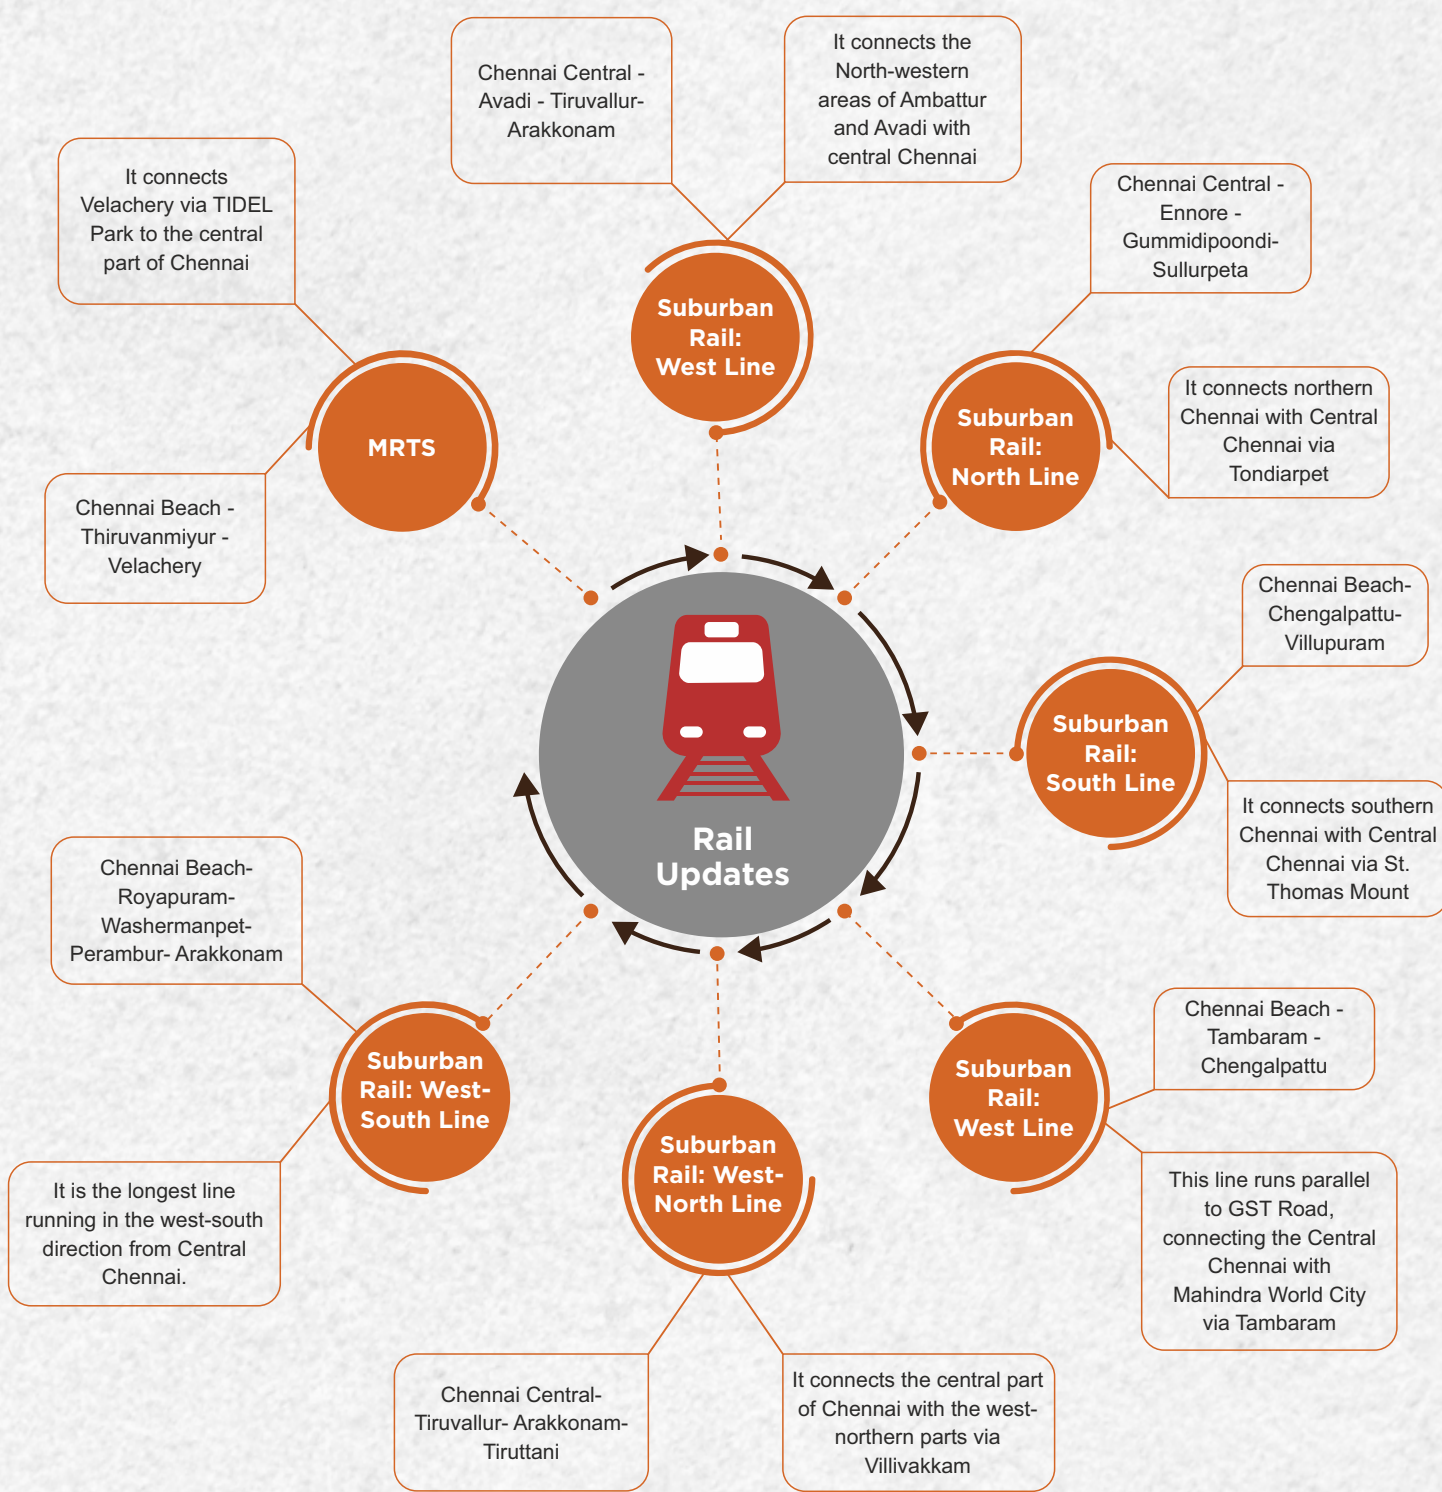 Chennai Central -
Avadi - Tiruvallur-
Arakkonam
It connects the
North-western
areas of Ambattur
and Avadi with
central Chennai
Suburban
Rail:
West Line
Chennai Central -
Ennore -
Gummidipoondi-
Sullurpeta
It connects northern
Chennai with Central
Chennai via
Tondiarpet
Suburban
Rail:
North Line
Chennai Beach-
Chengalpattu-
Villupuram
It connects southern
Chennai with Central
Chennai via St.
Thomas Mount
Suburban
Rail:
South Line
Chennai Beach -
Tambaram -
Chengalpattu
This line runs parallel
to GST Road,
connecting the Central
Chennai with
Mahindra World City
via Tambaram
Suburban
Rail:
West Line
Suburban
Rail: West-
North Line
Chennai Central-
Tiruvallur- Arakkonam-
Tiruttani
It connects the central part
of Chennai with the west-
northern parts via
Villivakkam
Suburban
Rail: West-
South Line
Chennai Beach-
Royapuram-
Washermanpet-
Perambur- Arakkonam
It is the longest line
running in the west-south
direction from Central
Chennai.
MRTS
It connects
Velachery via TIDEL
Park to the central
part of Chennai
Chennai Beach -
Thiruvanmiyur -
Velachery
Rail
Updates